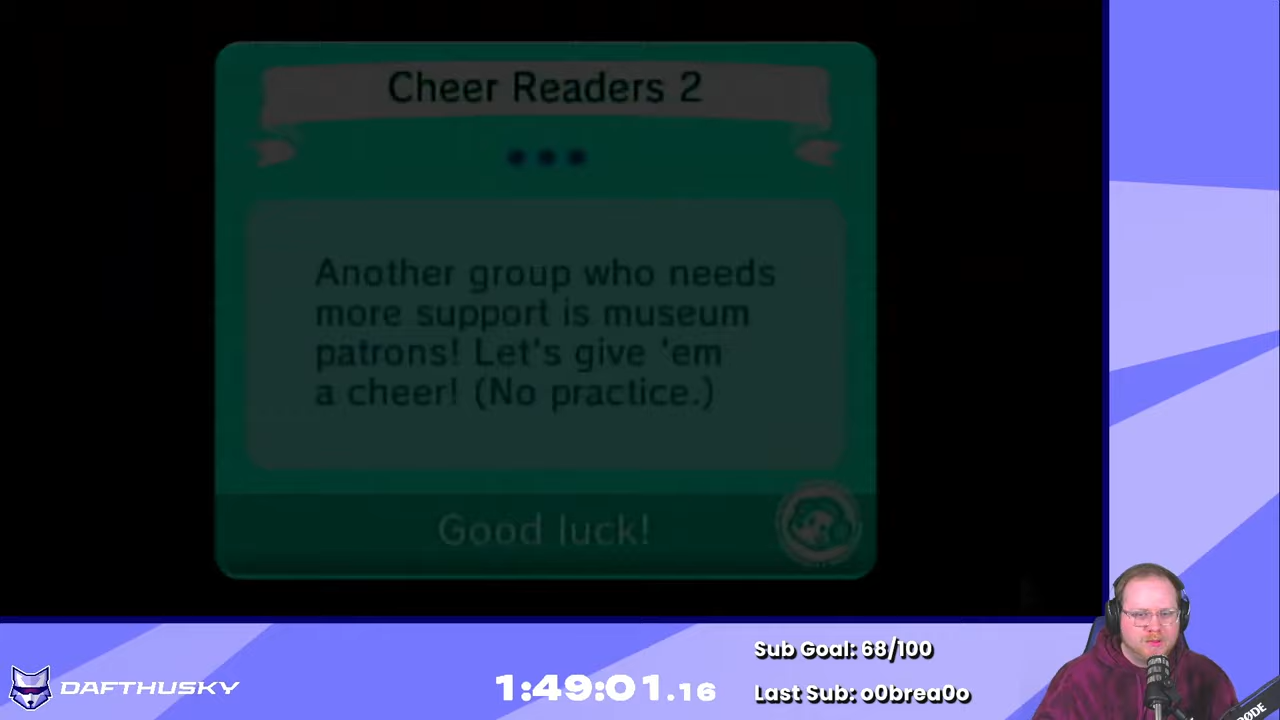 Cheer Readers 2
Another group who needs
more support is museum
patrons! Let's give 'em
a cheer! (No practice.)
Good luck!
DAFTHUSKY
1:49:01.16
Sub Goal: 68/100
Last Sub: o0brea0o
RØDE